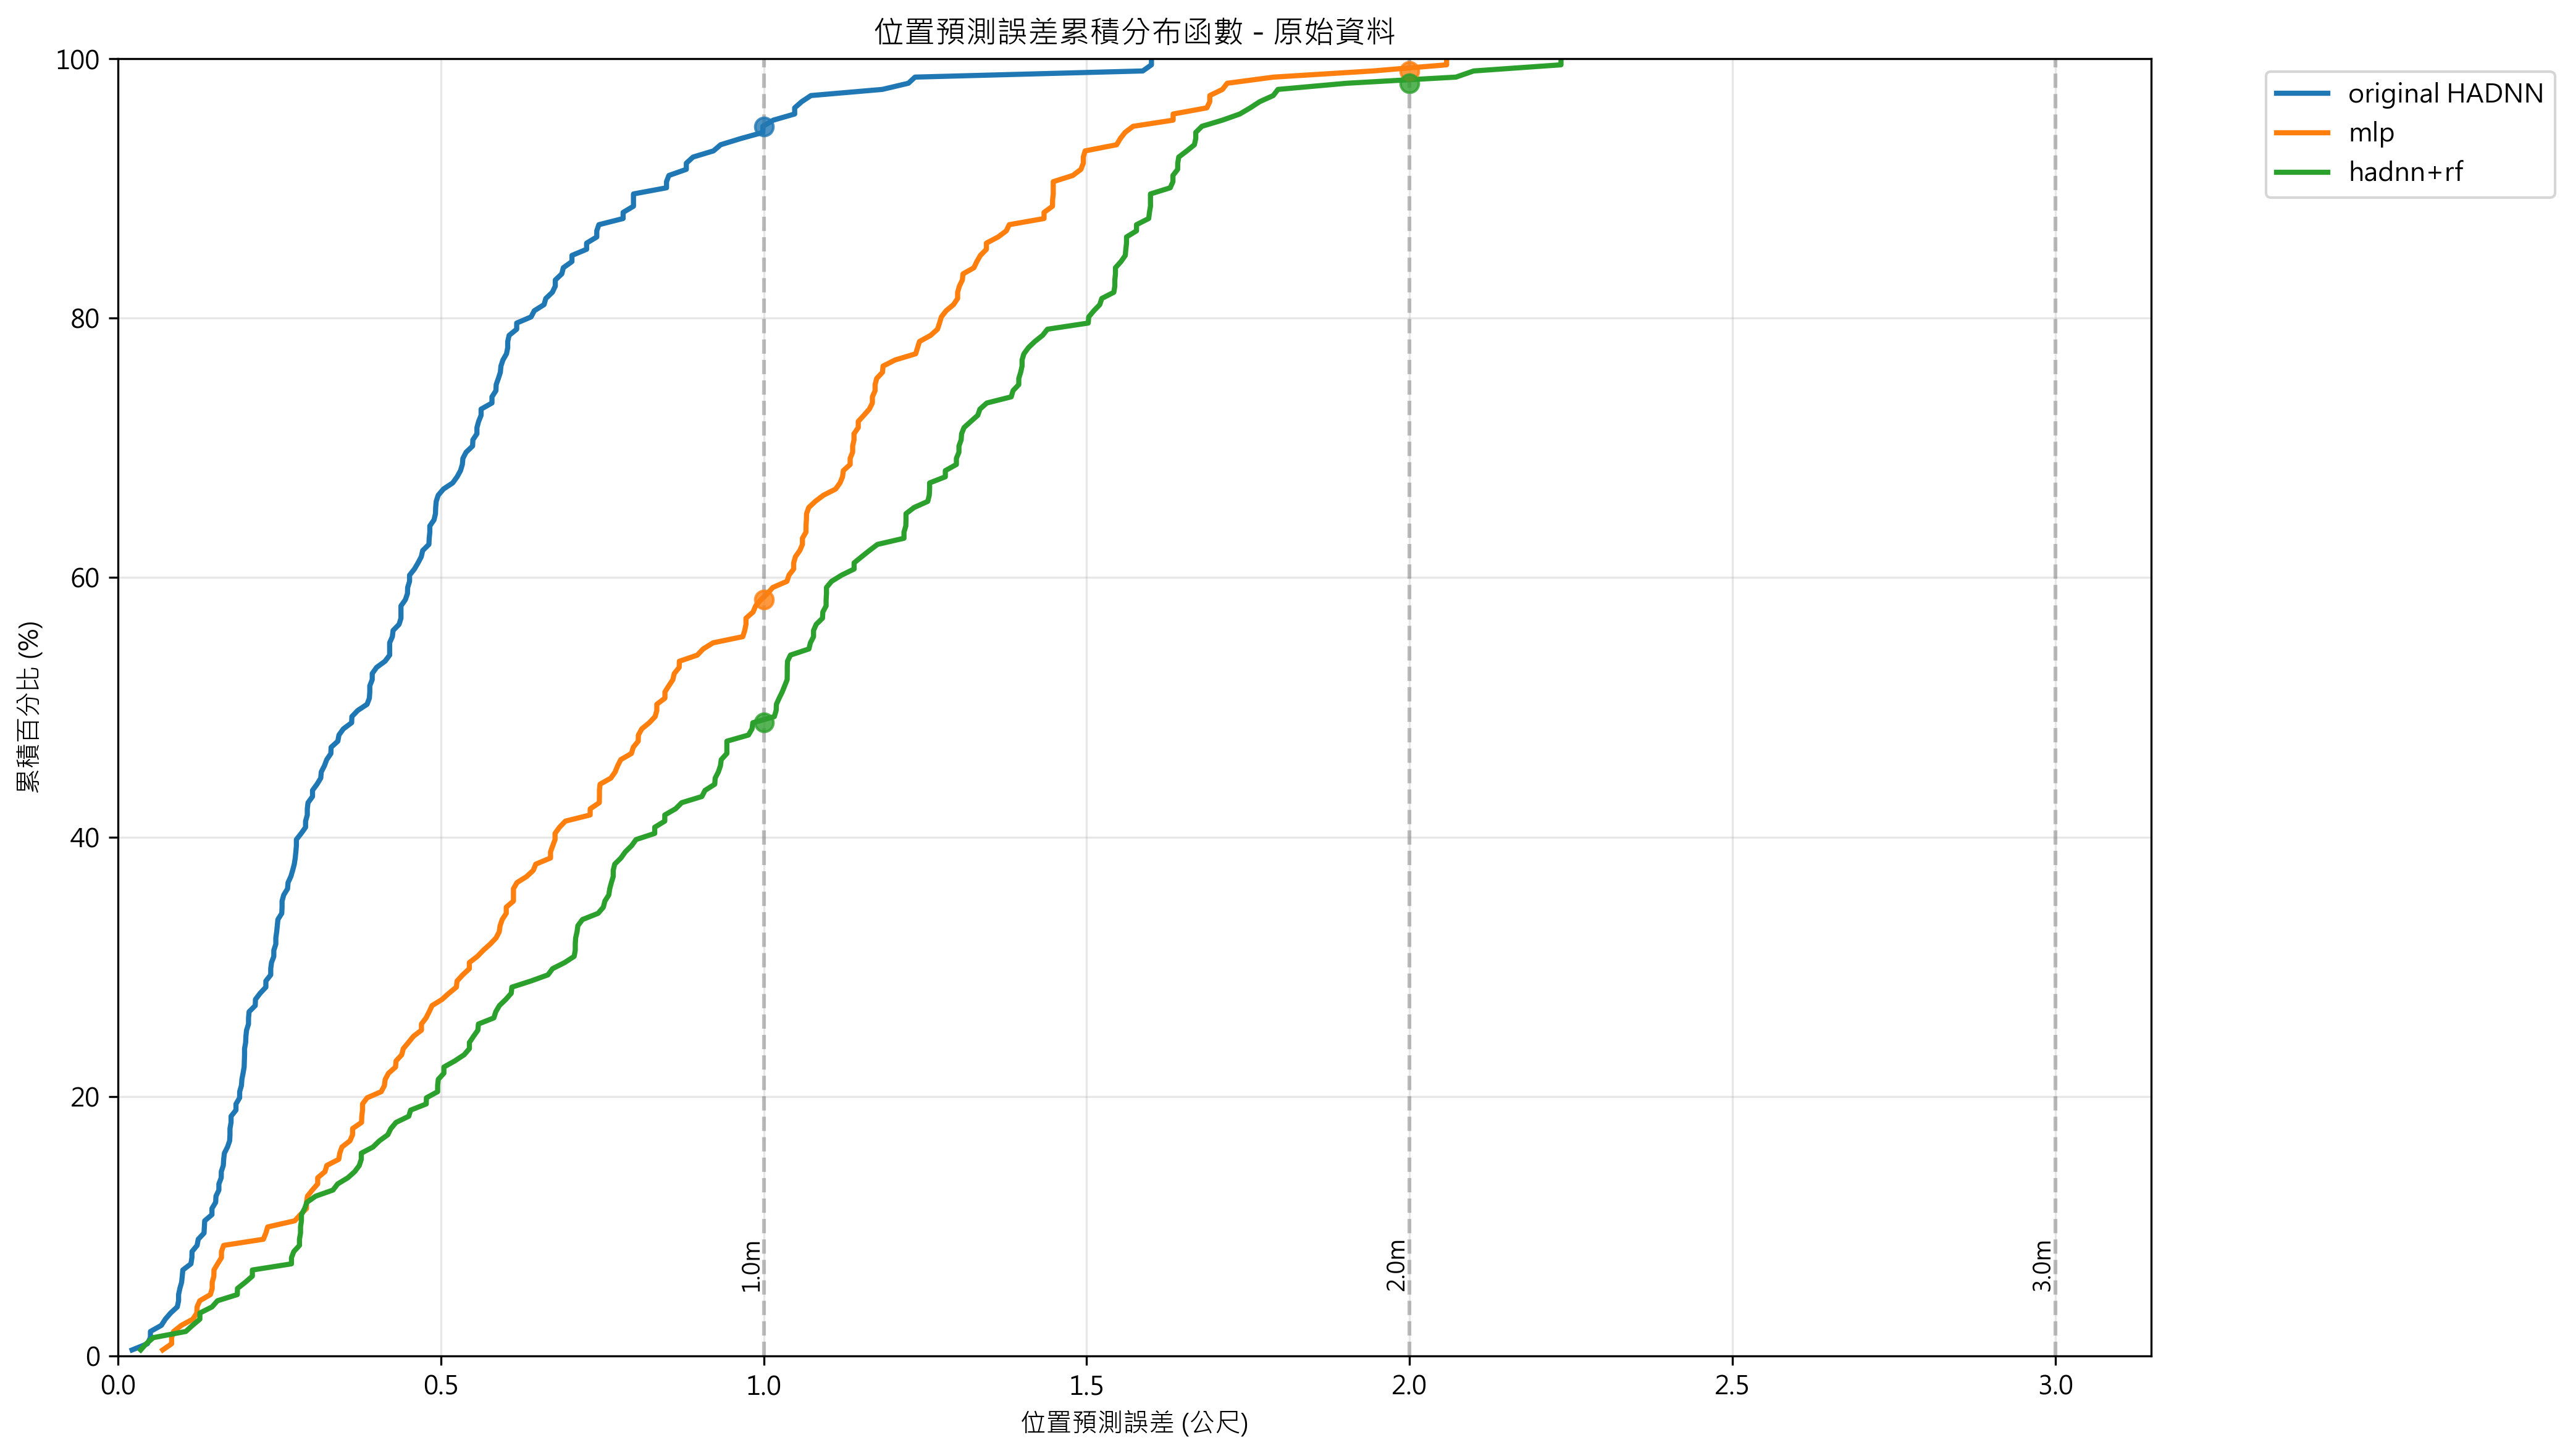 位置預測誤差累積分布函數 - 原始資料
original HADNN
mlp
hadnn+rf
累積百分比 (%)
100
80
60
40
20
0
1.0m
2.0m
3.0m
0.0
0.5
1.0
1.5
2.0
2.5
3.0
位置預測誤差 (公尺)